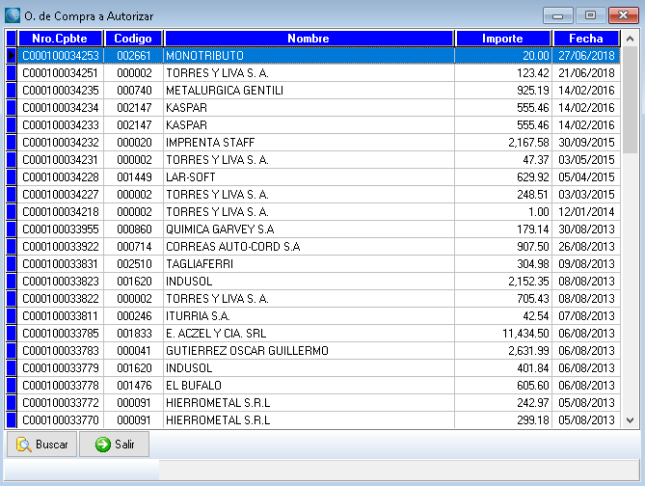 O. de Compra a Autorizar
Nro.Cpbte Codigo Nombre Importe Fecha
C000100034253 002661 MONOTRIBUTO 20.00 27/06/2018
C000100034251 000002 TORRES Y LIVA S. A. 123.42 21/06/2018
C000100034235 000740 METALURGICA GENTILI 925.19 14/02/2016
C000100034234 002147 KASPAR 555.46 14/02/2016
C000100034233 002147 KASPAR 555.46 14/02/2016
C000100034232 000020 IMPRENTA STAFF 2,167.58 30/09/2015
C000100034231 000002 TORRES Y LIVA S. A. 47.37 03/05/2015
C000100034228 001449 LAR-SOFT 629.92 05/04/2015
C000100034227 000002 TORRES Y LIVA S. A. 248.51 03/03/2015
C000100034218 000002 TORRES Y LIVA S. A. 1.00 12/01/2014
C000100033955 000860 QUIMICA GARVEY S.A 179.14 30/08/2013
C000100033922 000714 CORREAS AUTO-CORD S.A 907.50 26/08/2013
C000100033831 002510 TAGLIAFERRI 304.98 09/08/2013
C000100033823 001620 INDUSOL 2,152.35 08/08/2013
C000100033822 000002 TORRES Y LIVA S. A. 705.43 08/08/2013
C000100033811 000246 ITURRIA S.A. 42.54 07/08/2013
C000100033785 001833 E. ACZEL Y CIA. SRL 11,434.50 06/08/2013
C000100033783 000041 GUTIERREZ OSCAR GUILLERMO 2,631.99 06/08/2013
C000100033779 001620 INDUSOL 401.84 06/08/2013
C000100033778 001476 EL BUFALO 605.60 06/08/2013
C000100033772 000091 HIERROMETAL S.R.L 242.97 05/08/2013
C000100033770 000091 HIERROMETAL S.R.L 299.18 05/08/2013
Buscar Salir